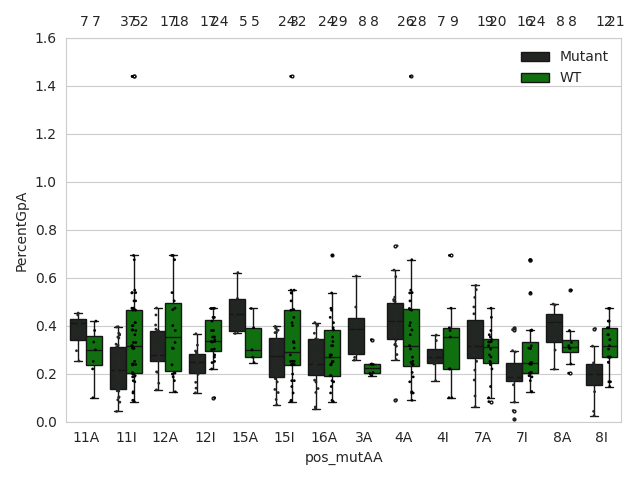 7 7 37 52 17 18 17 24 5 5 24 32 24 29 8 8 26 28 7 9 19 20 16 24 8 8 12 21
1.6
Mutant
WT
1.4
1.2
1.0
0.8
0.6
0.4
0.2
0.0
PercentGpA
11A 11I 12A 12I 15A 15I 16A 3A 4A 4I 7A 7I 8A 8I
pos_mutAA